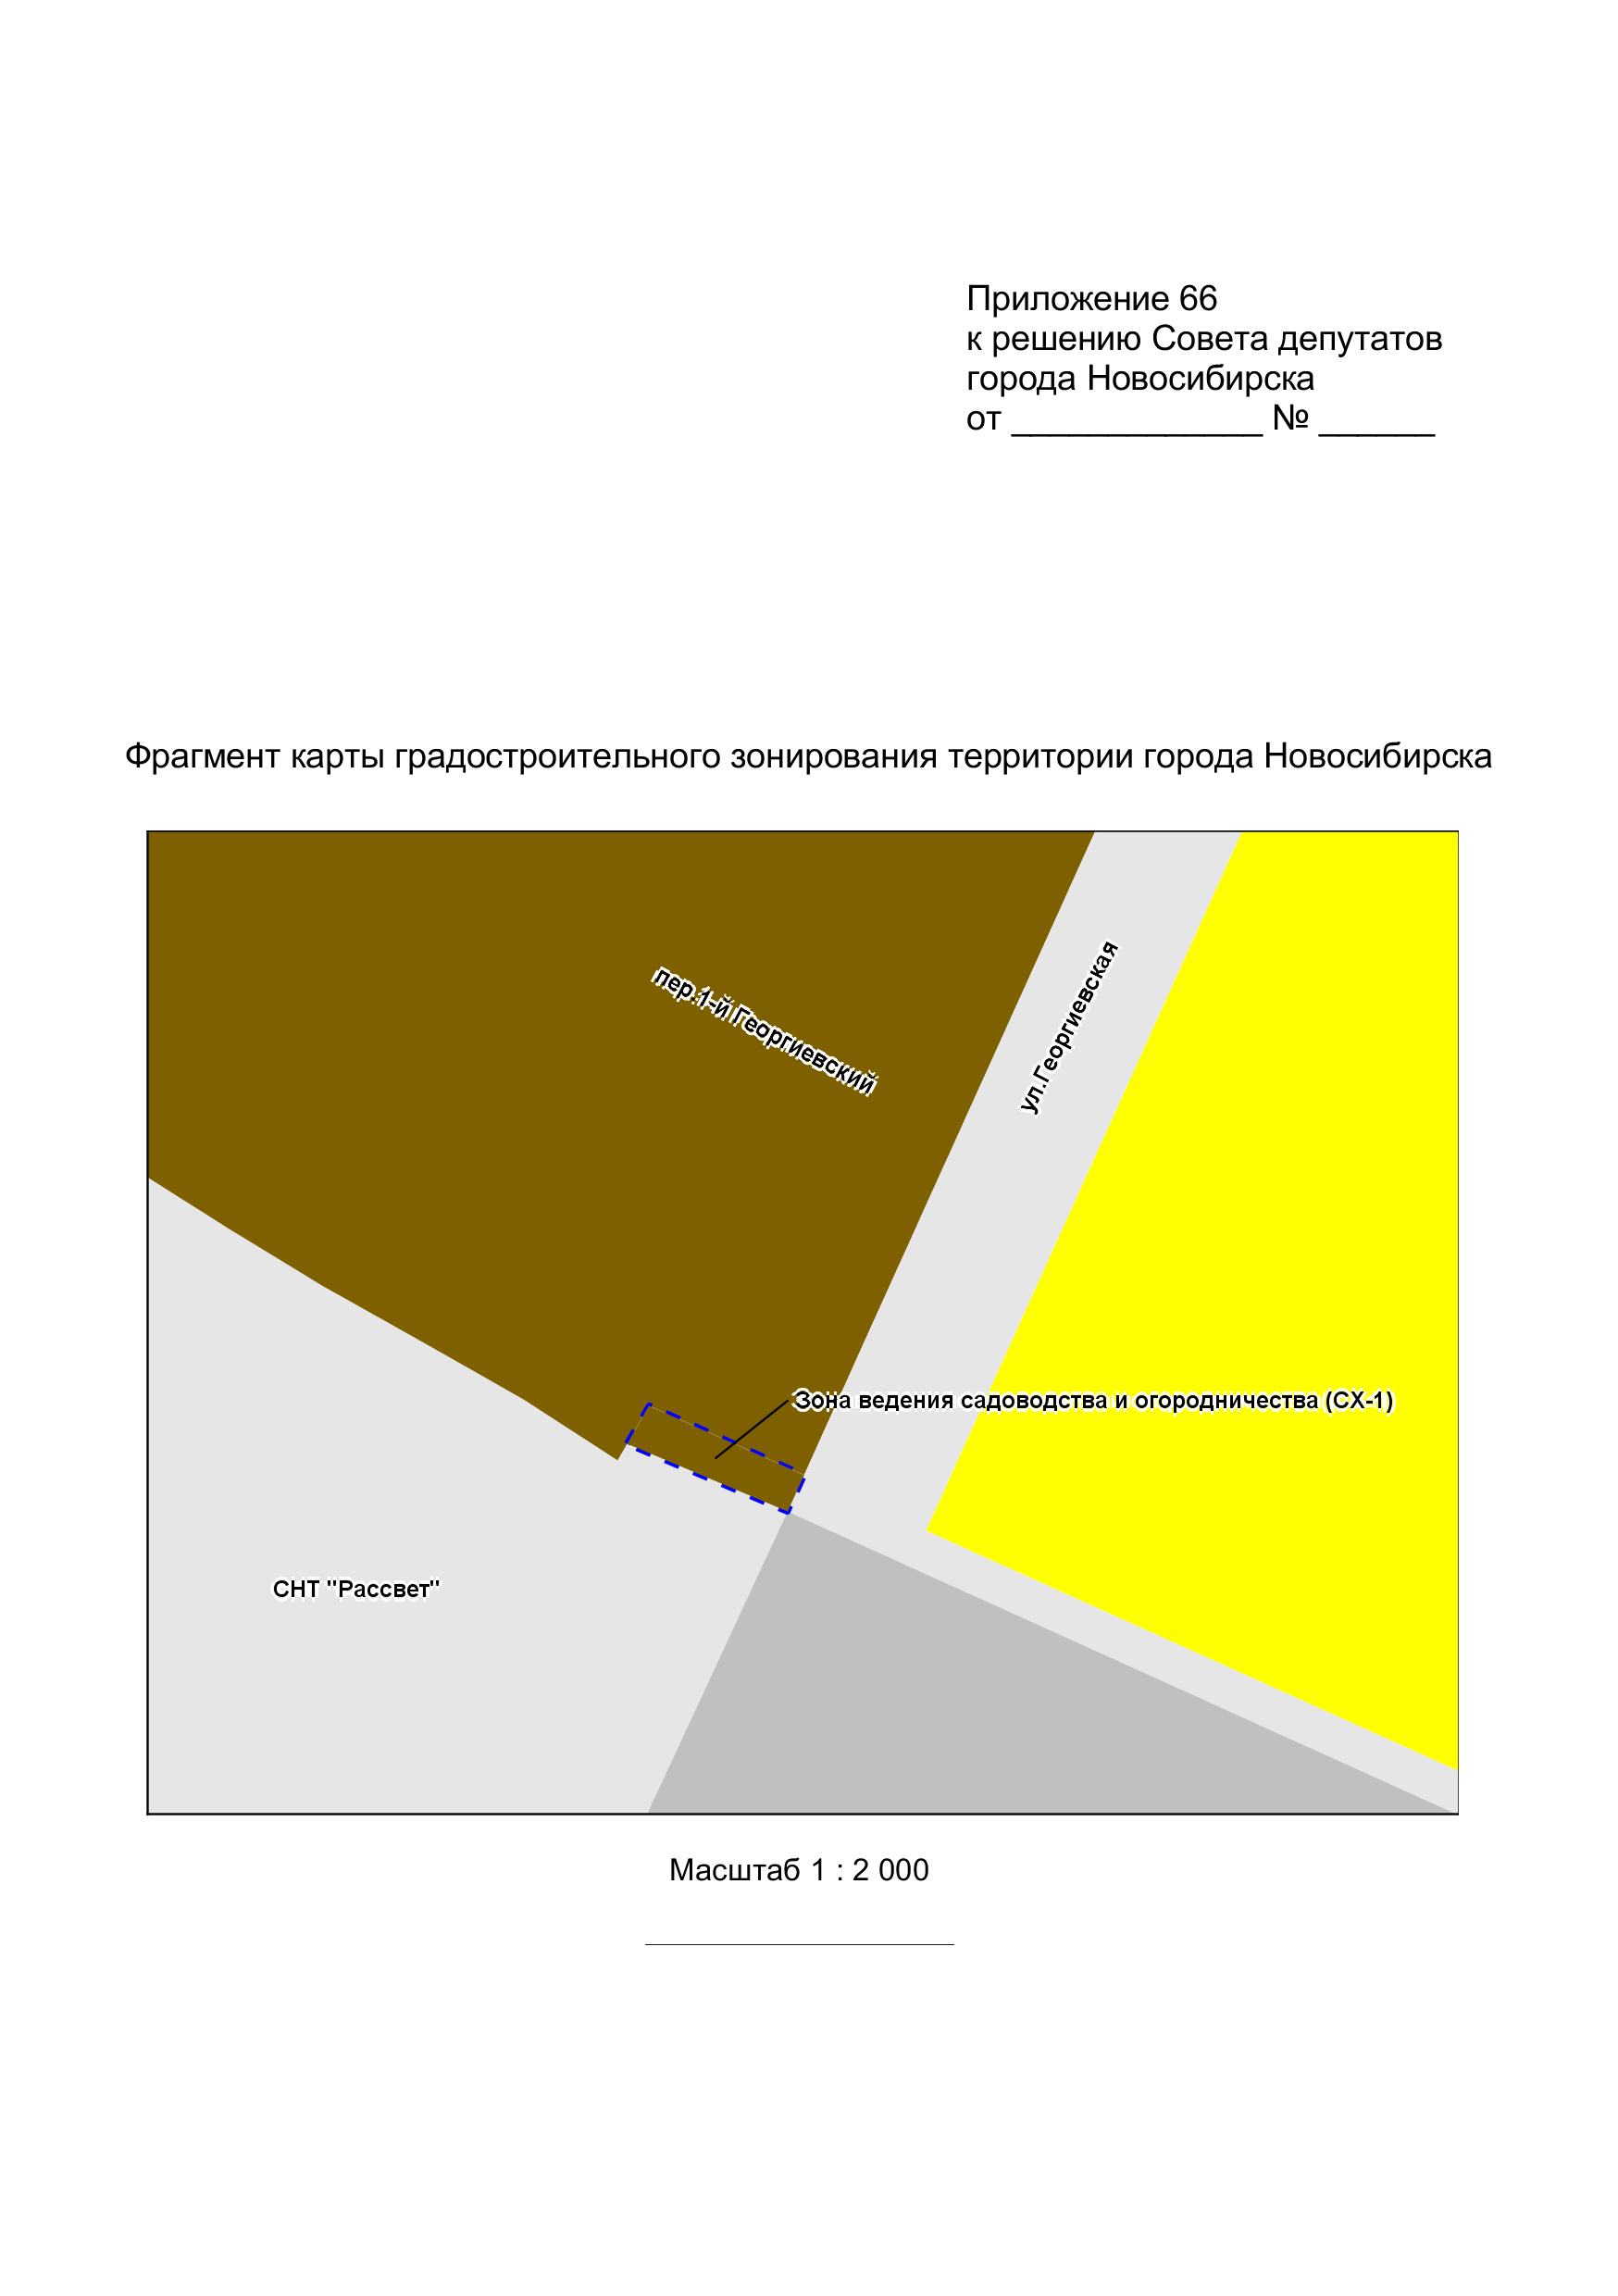 Приложение 66
к решению Совета депутатов
города Новосибирска
от _____________ № ______
Фрагмент карты градостроительного зонирования территории города Новосибирска
пер.1-й Георгиевский
ул.Георгиевская
Зона ведения садоводства и огородничества (СХ-1)
СНТ "Рассвет"
Масштаб 1 : 2 000